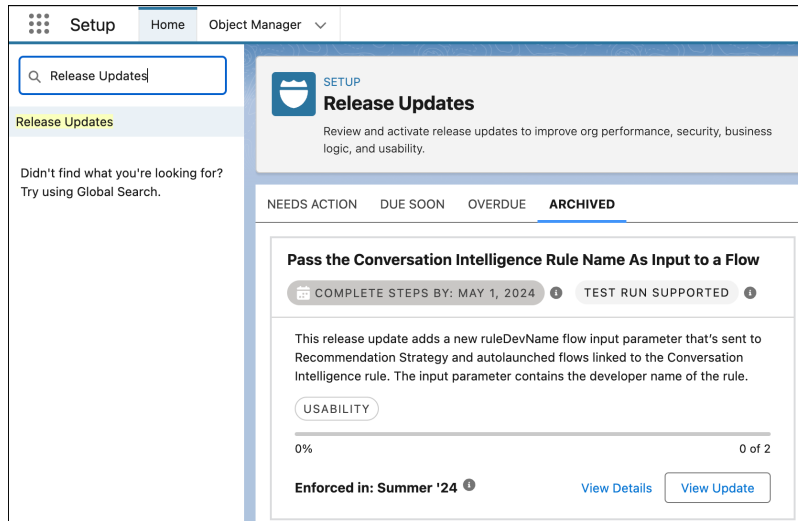 Setup
Home
Object Manager
Release Updates
Release Updates
Didn't find what you're looking for?
Try using Global Search.
SETUP
Release Updates
Review and activate release updates to improve org performance, security, business
logic, and usability.
NEEDS ACTION
DUE SOON
OVERDUE
ARCHIVED
Pass the Conversation Intelligence Rule Name As Input to a Flow
COMPLETE STEPS BY: MAY 1, 2024
TEST RUN SUPPORTED
This release update adds a new ruleDevName flow input parameter that's sent to
Recommendation Strategy and autolaunched flows linked to the Conversation
Intelligence rule. The input parameter contains the developer name of the rule.
USABILITY
0%
0 of 2
Enforced in: Summer '24
View Details
View Update